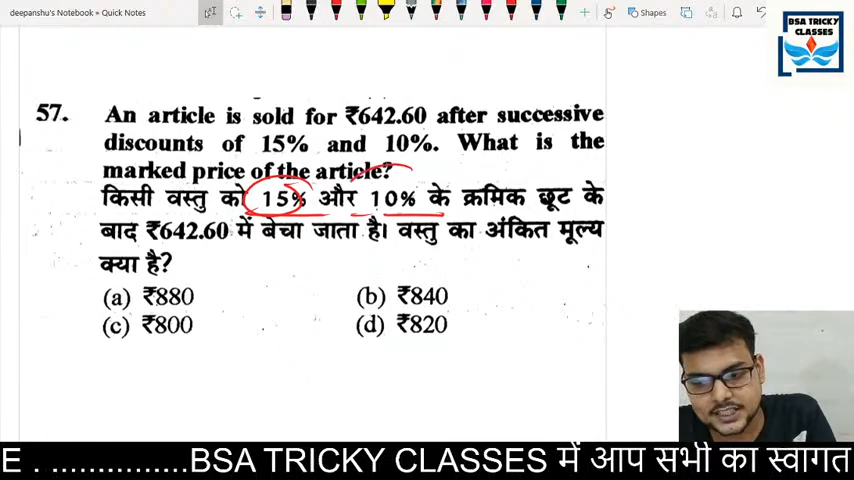 deepanshu's Notebook » Quick Notes
Shapes
BSA TRICKY
CLASSES
57. An article is sold for ₹642.60 after successive
discounts of 15% and 10%. What is the
marked price of the article?
किसी वस्तु को 15% और 10% के क्रमिक छूट के
बाद ₹642.60 में बेचा जाता है। वस्तु का अंकित मूल्य
क्या है?
(a) ₹880 (b) ₹840
(c) ₹800 (d) ₹820
E . ...............BSA TRICKY CLASSES में आप सभी का स्वागत